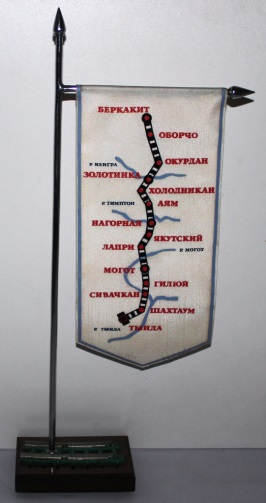 БЕРКАКИТ
ОБОРЧО
ОКУРДАН
Р. ИЕНГРА
ЗОЛОТИНКА
ХОЛОДНИКАН
Р. ТИМПТОН
АЯМ
НАГОРНАЯ
ЯКУТСКИЙ
ЛАПРИ
Р. МОГОТ
МОГОТ
ГИЛЮЙ
СИВАЧКАН
ШАХТАУМ
Р. ТЫНДА
ТЫНДА